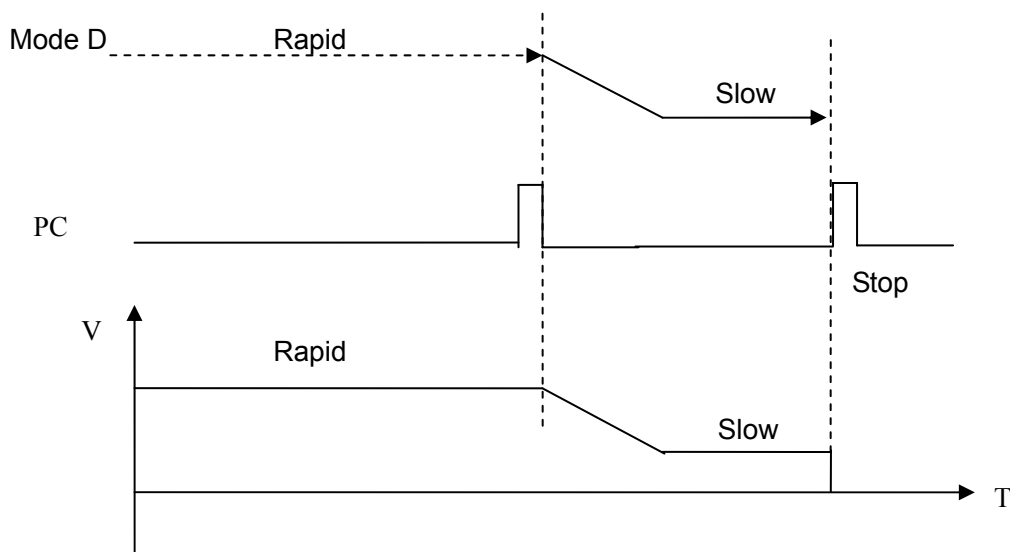 Mode D
Rapid
Slow
PC
Stop
V
Rapid
Slow
T